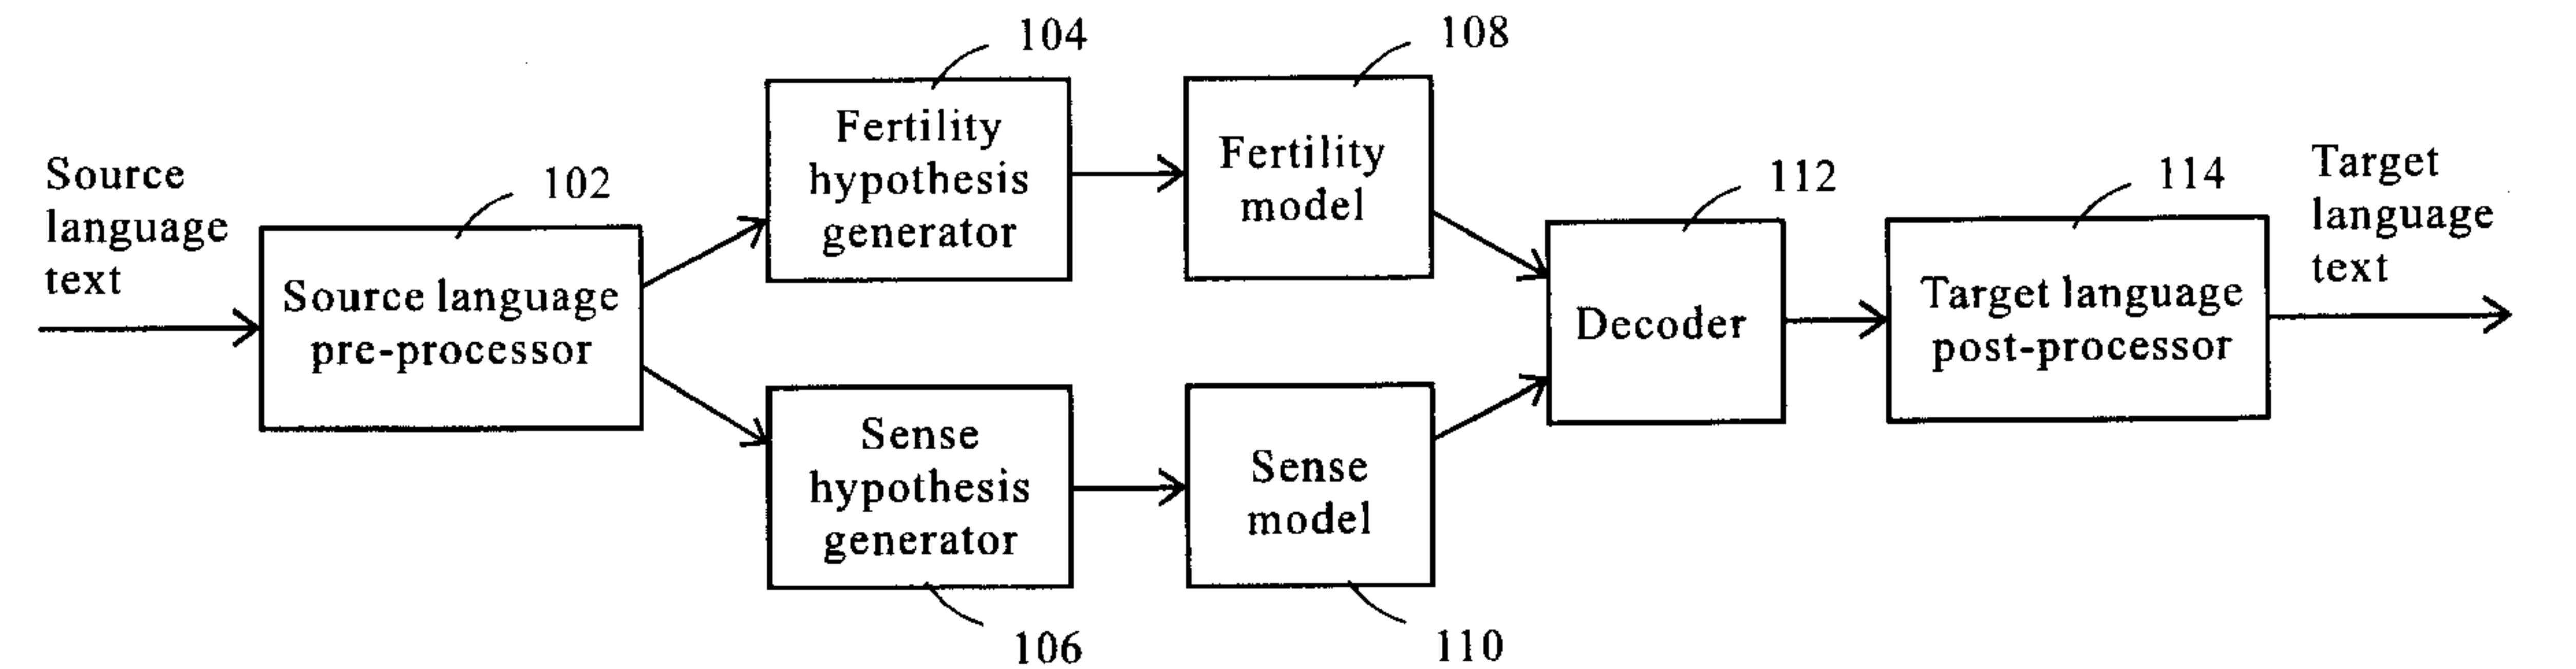 Source
language
text
102
Source language
pre-processor
104
Fertility
hypothesis
generator
108
Fertility
model
Sense
hypothesis
generator
106
Sense
model
110
112
Decoder
114
Target language
post-processor
Target
language
text